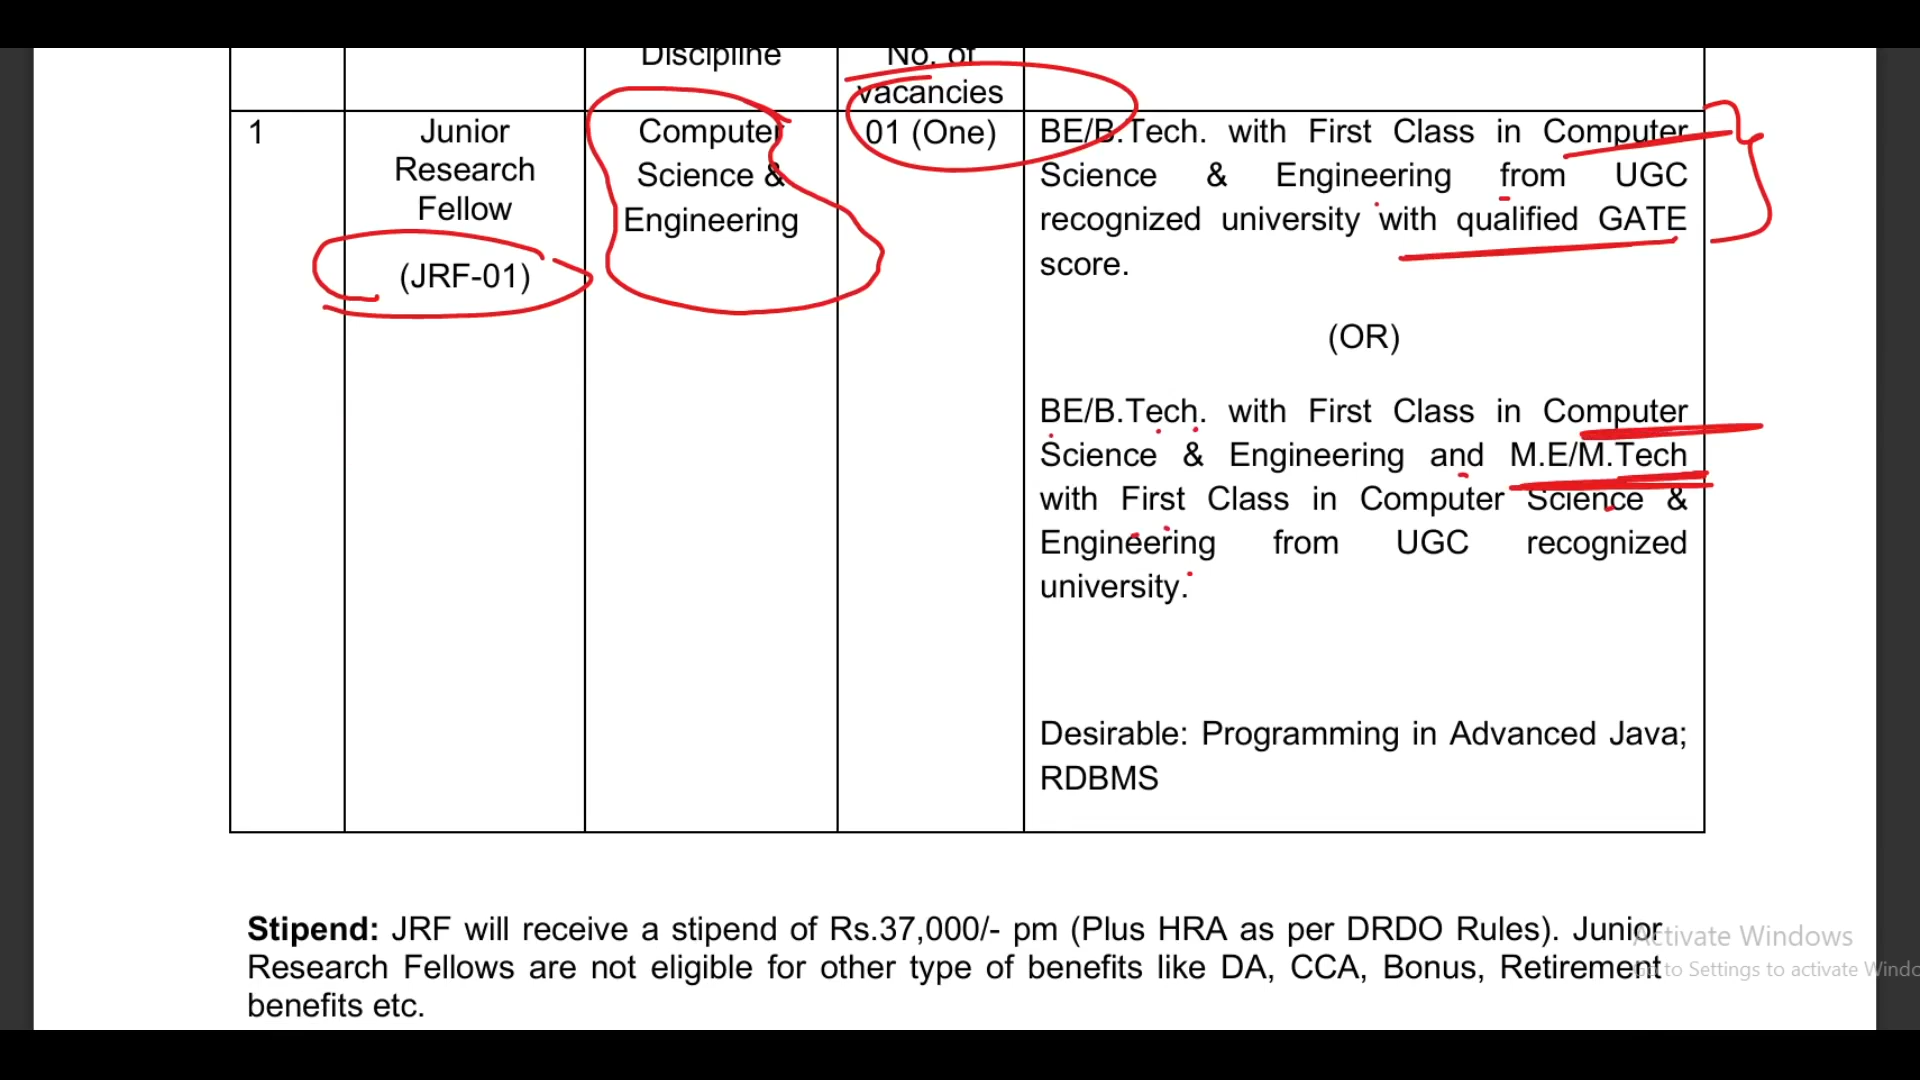 Discipline
No. of
vacancies
1
Junior
Research
Fellow
(JRF-01)
Computer
Science &
Engineering
01 (One)
BE/B.Tech. with First Class in Computer
Science & Engineering from UGC
recognized university with qualified GATE
score.
(OR)
BE/B.Tech. with First Class in Computer
Science & Engineering and M.E/M.Tech
with First Class in Computer Science &
Engineering from UGC recognized
university.
Desirable: Programming in Advanced Java;
RDBMS
Stipend: JRF will receive a stipend of Rs.37,000/- pm (Plus HRA as per DRDO Rules). Junior
Research Fellows are not eligible for other type of benefits like DA, CCA, Bonus, Retirement
benefits etc.
Activate Windows
Go to Settings to activate Windo